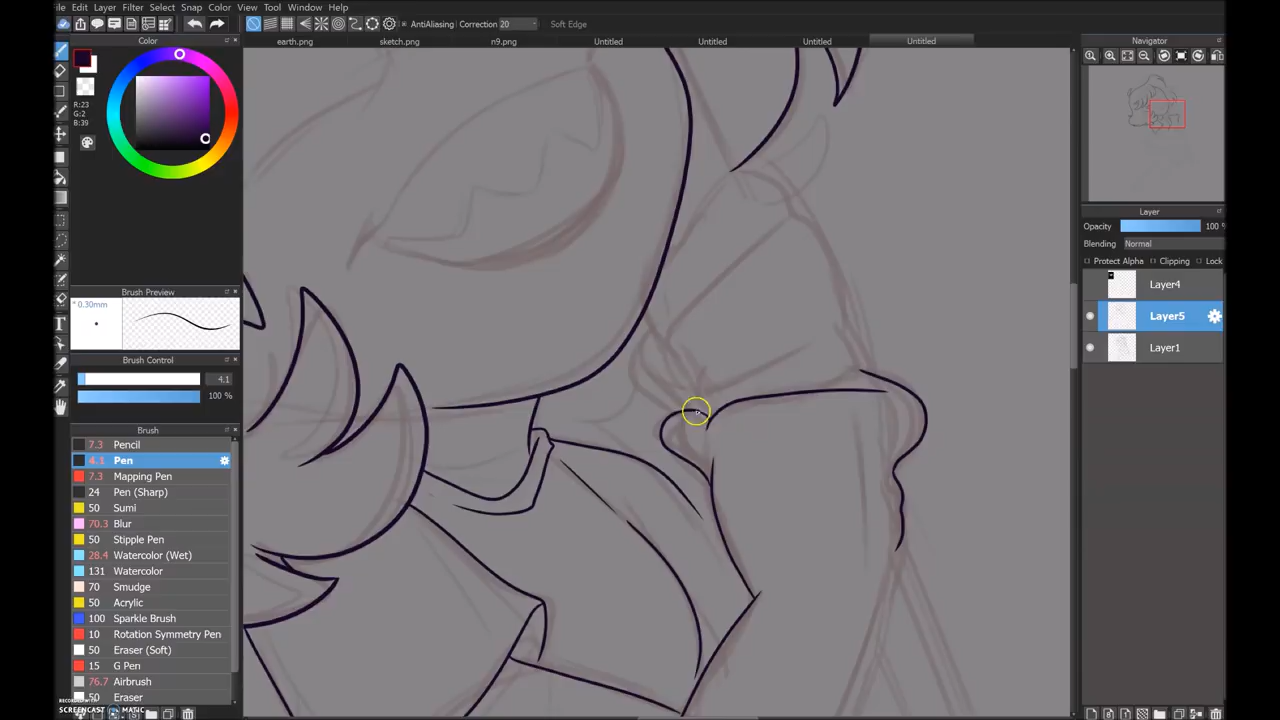 ile Edit Layer Filter Select Snap Color View Tool Window Help
AntiAliasing Correction 20 Soft Edge
Color earth.png sketch.png n9.png Untitled Untitled Untitled Untitled Navigator
R:23
G:2
B:39
Layer
Opacity 100 %
Blending Normal
Protect Alpha Clipping Lock
Layer4
Layer5
Layer1
Brush Preview
* 0.30mm
Brush Control
4.1
100 %
Brush
7.3 Pencil
4.1 Pen
7.3 Mapping Pen
24 Pen (Sharp)
50 Sumi
70.3 Blur
50 Stipple Pen
28.4 Watercolor (Wet)
131 Watercolor
70 Smudge
50 Acrylic
100 Sparkle Brush
10 Rotation Symmetry Pen
50 Eraser (Soft)
15 G Pen
76.7 Airbrush
50 Eraser
RECORDED WITH
SCREENCAST MATIC